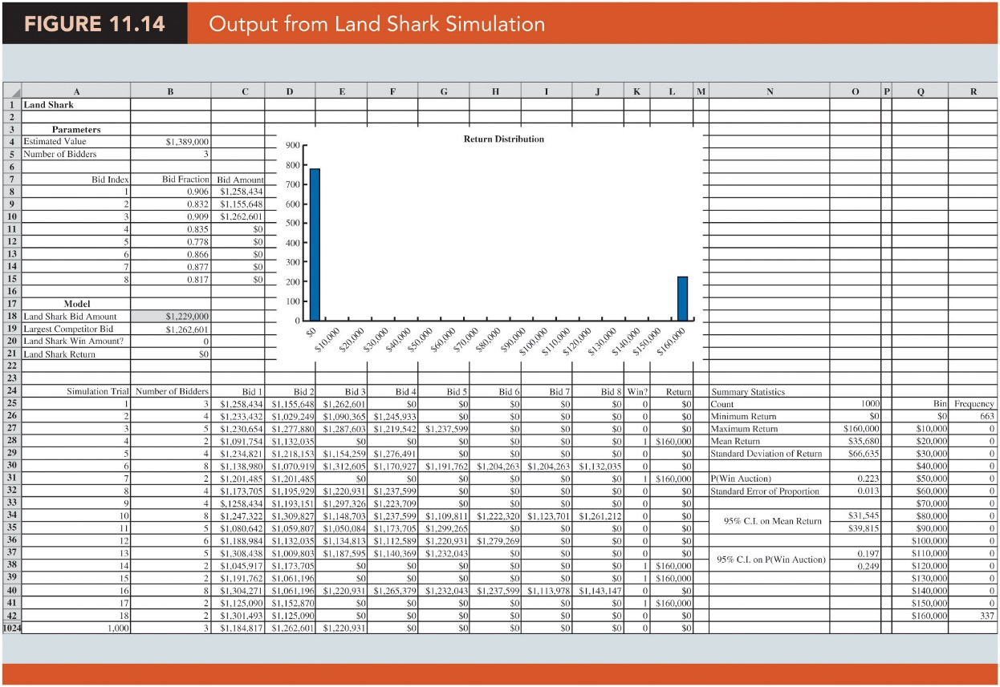 FIGURE 11.14 Output from Land Shark Simulation
A B C D E F G H I J K L M N O P Q R
1 Land Shark
2
3 Parameters
4 Estimated Value $1,389,000
5 Number of Bidders 3
6
7 Bid Index Bid Fraction Bid Amount
8 1 0.906 $1,258,434
9 2 0.832 $1,155,648
10 3 0.909 $1,262,601
11 4 0.835 $0
12 5 0.778 $0
13 6 0.866 $0
14 7 0.877 $0
15 8 0.817 $0
16
17 Model
18 Land Shark Bid Amount $1,229,000
19 Largest Competitor Bid $1,262,601
20 Land Shark Win Amount? 0
21 Land Shark Return $0
22
23
Return Distribution
900
800
700
600
500
400
300
200
100
0
$0 $10,000 $20,000 $30,000 $40,000 $50,000 $60,000 $70,000 $80,000 $90,000 $100,000 $110,000 $120,000 $130,000 $140,000 $150,000 $160,000
24 Simulation Trial Number of Bidders Bid 1 Bid 2 Bid 3 Bid 4 Bid 5 Bid 6 Bid 7 Bid 8 Win? Return Summary Statistics
25 1 3 $1,258,434 $1,155,648 $1,262,601 $0 $0 $0 $0 $0 0 $0 Count 1000 Bin Frequency
26 2 4 $1,233,432 $1,029,249 $1,090,365 $1,245,933 $0 $0 $0 $0 0 $0 Minimum Return $0 $0 663
27 3 5 $1,230,654 $1,277,880 $1,287,603 $1,219,542 $1,237,599 $0 $0 $0 0 $0 Maximum Return $160,000 $10,000 0
28 4 2 $1,091,754 $1,132,035 $0 $0 $0 $0 $0 $0 1 $160,000 Mean Return $35,680 $20,000 0
29 5 4 $1,234,821 $1,218,153 $1,154,259 $1,276,491 $0 $0 $0 $0 0 $0 Standard Deviation of Return $66,635 $30,000 0
30 6 8 $1,138,980 $1,070,919 $1,312,605 $1,170,927 $1,191,762 $1,204,263 $1,204,263 $1,132,035 0 $0 $40,000 0
31 7 2 $1,201,485 $1,201,485 $0 $0 $0 $0 $0 $0 1 $160,000 P(Win Auction) 0.223 $50,000 0
32 8 4 $1,173,705 $1,195,929 $1,220,931 $1,237,599 $0 $0 $0 $0 0 $0 Standard Error of Proportion 0.013 $60,000 0
33 9 4 $,1258,434 $1,193,151 $1,297,326 $1,223,709 $0 $0 $0 $0 0 $0 $70,000 0
34 10 8 $1,247,322 $1,309,827 $1,148,703 $1,237,599 $1,109,811 $1,222,320 $1,123,701 $1,261,212 0 $0 95% C.I. on Mean Return $31,545 $80,000 0
35 11 5 $1,080,642 $1,059,807 $1,050,084 $1,173,705 $1,299,265 $0 $0 $0 0 $0 $39,815 $90,000 0
36 12 6 $1,188,984 $1,132,035 $1,134,813 $1,112,589 $1,220,931 $1,279,269 $0 $0 0 $0 $100,000 0
37 13 5 $1,308,438 $1,009,803 $1,187,595 $1,140,369 $1,232,043 $0 $0 $0 0 $0 95% C.I. on P(Win Auction) 0.197 $110,000 0
38 14 2 $1,045,917 $1,173,705 $0 $0 $0 $0 $0 $0 1 $160,000 0.249 $120,000 0
39 15 2 $1,191,762 $1,061,196 $0 $0 $0 $0 $0 $0 1 $160,000 $130,000 0
40 16 8 $1,304,271 $1,061,196 $1,220,931 $1,265,379 $1,232,043 $1,237,599 $1,113,978 $1,143,147 0 $0 $140,000 0
41 17 2 $1,125,090 $1,152,870 $0 $0 $0 $0 $0 $0 1 $160,000 $150,000 0
42 18 2 $1,301,493 $1,125,090 $0 $0 $0 $0 $0 $0 0 $0 $160,000 337
1024 1,000 3 $1,184,817 $1,262,601 $1,220,931 $0 $0 $0 $0 $0 0 $0